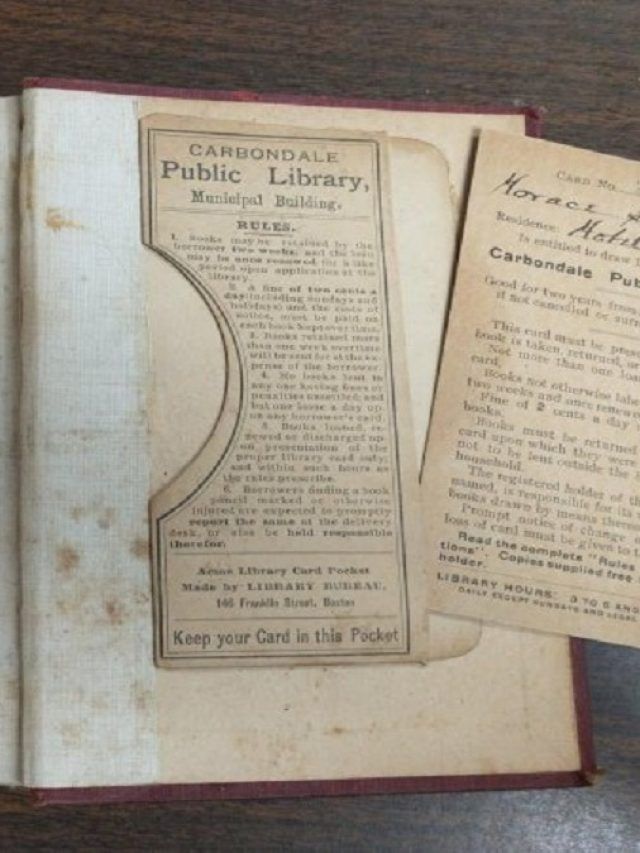 CARBONDALE
Public Library,
Municipal Building.
RULES.
1. Books may be retained by the
borrower two weeks, and the loan
may be once renewed for a like
period upon application at the
library.
2. A fine of two cents a
day including Sundays and
holidays) and the costs of
notice, must be paid on
each book kept overtime.
3. Books retained more
than one week overtime
will be sent for at the ex-
pense of the borrower.
4. No books lent to
any one having fines or
penalties unsettled; and
but one issue a day up-
on any borrower's card.
5. Books loaned, re-
newed or discharged up-
on presentation of the
proper library card only;
and within such hours as
the rules prescribe.
6. Borrowers finding a book
pencil marked or otherwise
injured are expected to promptly
report the same at the delivery
desk, or else be held responsible
therefor.
Acme Library Card Pocket
Made by LIBRARY BUREAU,
146 Franklin Street, Boston
Keep your Card in this Pocket
CARD NO.
Horace
Residence
is entitled to draw
Carbondale Pub
Good for two years from
if not cancelled or surr
This card must be prese
book is taken, returned, or
Not more than one
card.
Books not otherwise labe
two weeks and once renewe
Fine of 2 cents a day
books.
Books must be returned
card upon which they were
not to be lent outside the
household.
The registered holder of th
named, is responsible for its
books drawn by means there
Prompt notice of change
loss of card must be given to t
Read the complete "Rules
tions". Copies supplied free
holder.
LIBRARY HOURS: 3 TO 6 AND
DAILY EXCEPT SUNDAYS AND LEGAL